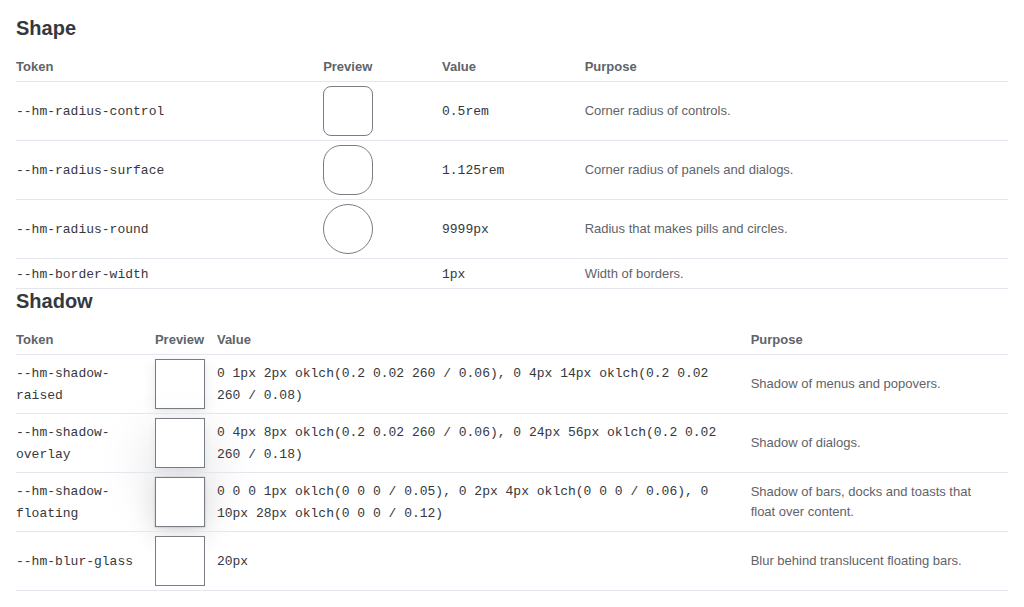 Shape
Token Preview Value Purpose
--hm-radius-control 0.5rem Corner radius of controls.
--hm-radius-surface 1.125rem Corner radius of panels and dialogs.
--hm-radius-round 9999px Radius that makes pills and circles.
--hm-border-width 1px Width of borders.
Shadow
Token Preview Value Purpose
--hm-shadow-
raised
0 1px 2px oklch(0.2 0.02 260 / 0.06), 0 4px 14px oklch(0.2 0.02
260 / 0.08)
Shadow of menus and popovers.
--hm-shadow-
overlay
0 4px 8px oklch(0.2 0.02 260 / 0.06), 0 24px 56px oklch(0.2 0.02
260 / 0.18)
Shadow of dialogs.
--hm-shadow-
floating
0 0 0 1px oklch(0 0 0 / 0.05), 0 2px 4px oklch(0 0 0 / 0.06), 0
10px 28px oklch(0 0 0 / 0.12)
Shadow of bars, docks and toasts that
float over content.
--hm-blur-glass 20px Blur behind translucent floating bars.